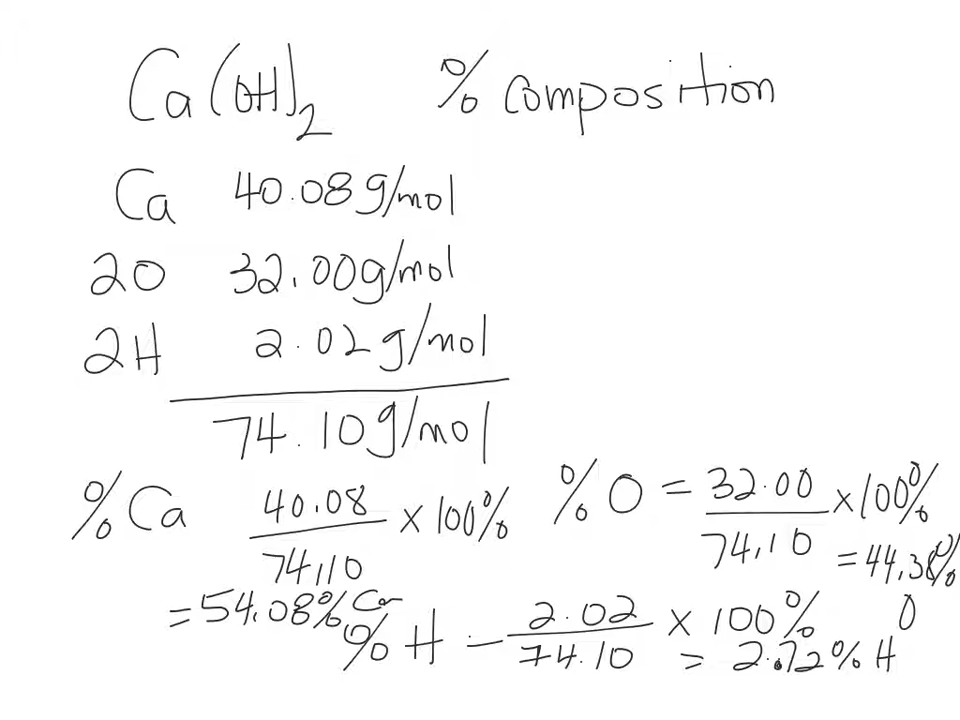 Ca(OH)₂ % composition
Ca 40.08 g/mol
2O 32.00 g/mol
2H 2.02 g/mol
74.10 g/mol
%Ca 40.08/74.10 × 100%
= 54.08% Ca
%O = 32.00/74.10 × 100%
= 44.38%
O
%H - 2.02/74.10 × 100%
= 2.72% H